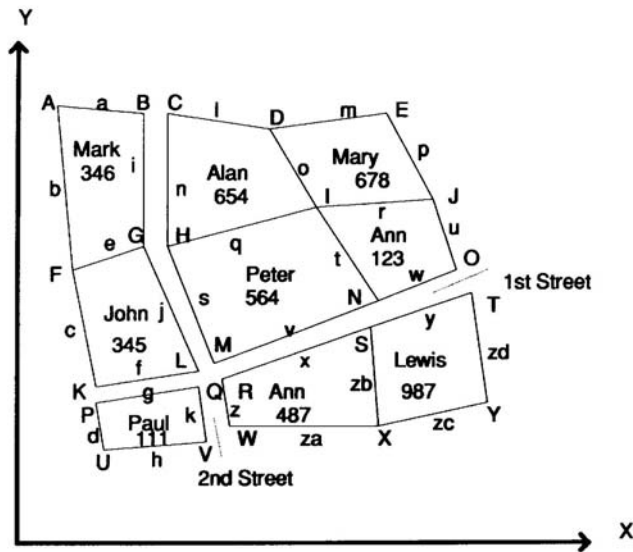 Y
A a B C l D m E
Mark
346
i
b
n
Alan
654
o
Mary
678
p
I
r
J
e G H q
Ann
123
u
F
Peter
564
t
w O
s
N
1st Street
c
John
345
j
M v
T
f L
S y
K g Q R x
Lewis
987
zd
P
Paul
111
k
z
Ann
487
zb
Y
d
U h V
W za X zc
2nd Street
X